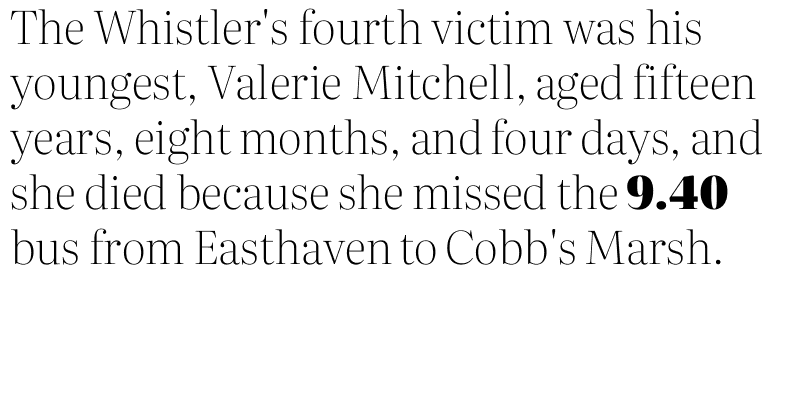 The Whistler's fourth victim was his
youngest, Valerie Mitchell, aged fifteen
years, eight months, and four days, and
she died because she missed the 9.40
bus from Easthaven to Cobb's Marsh.